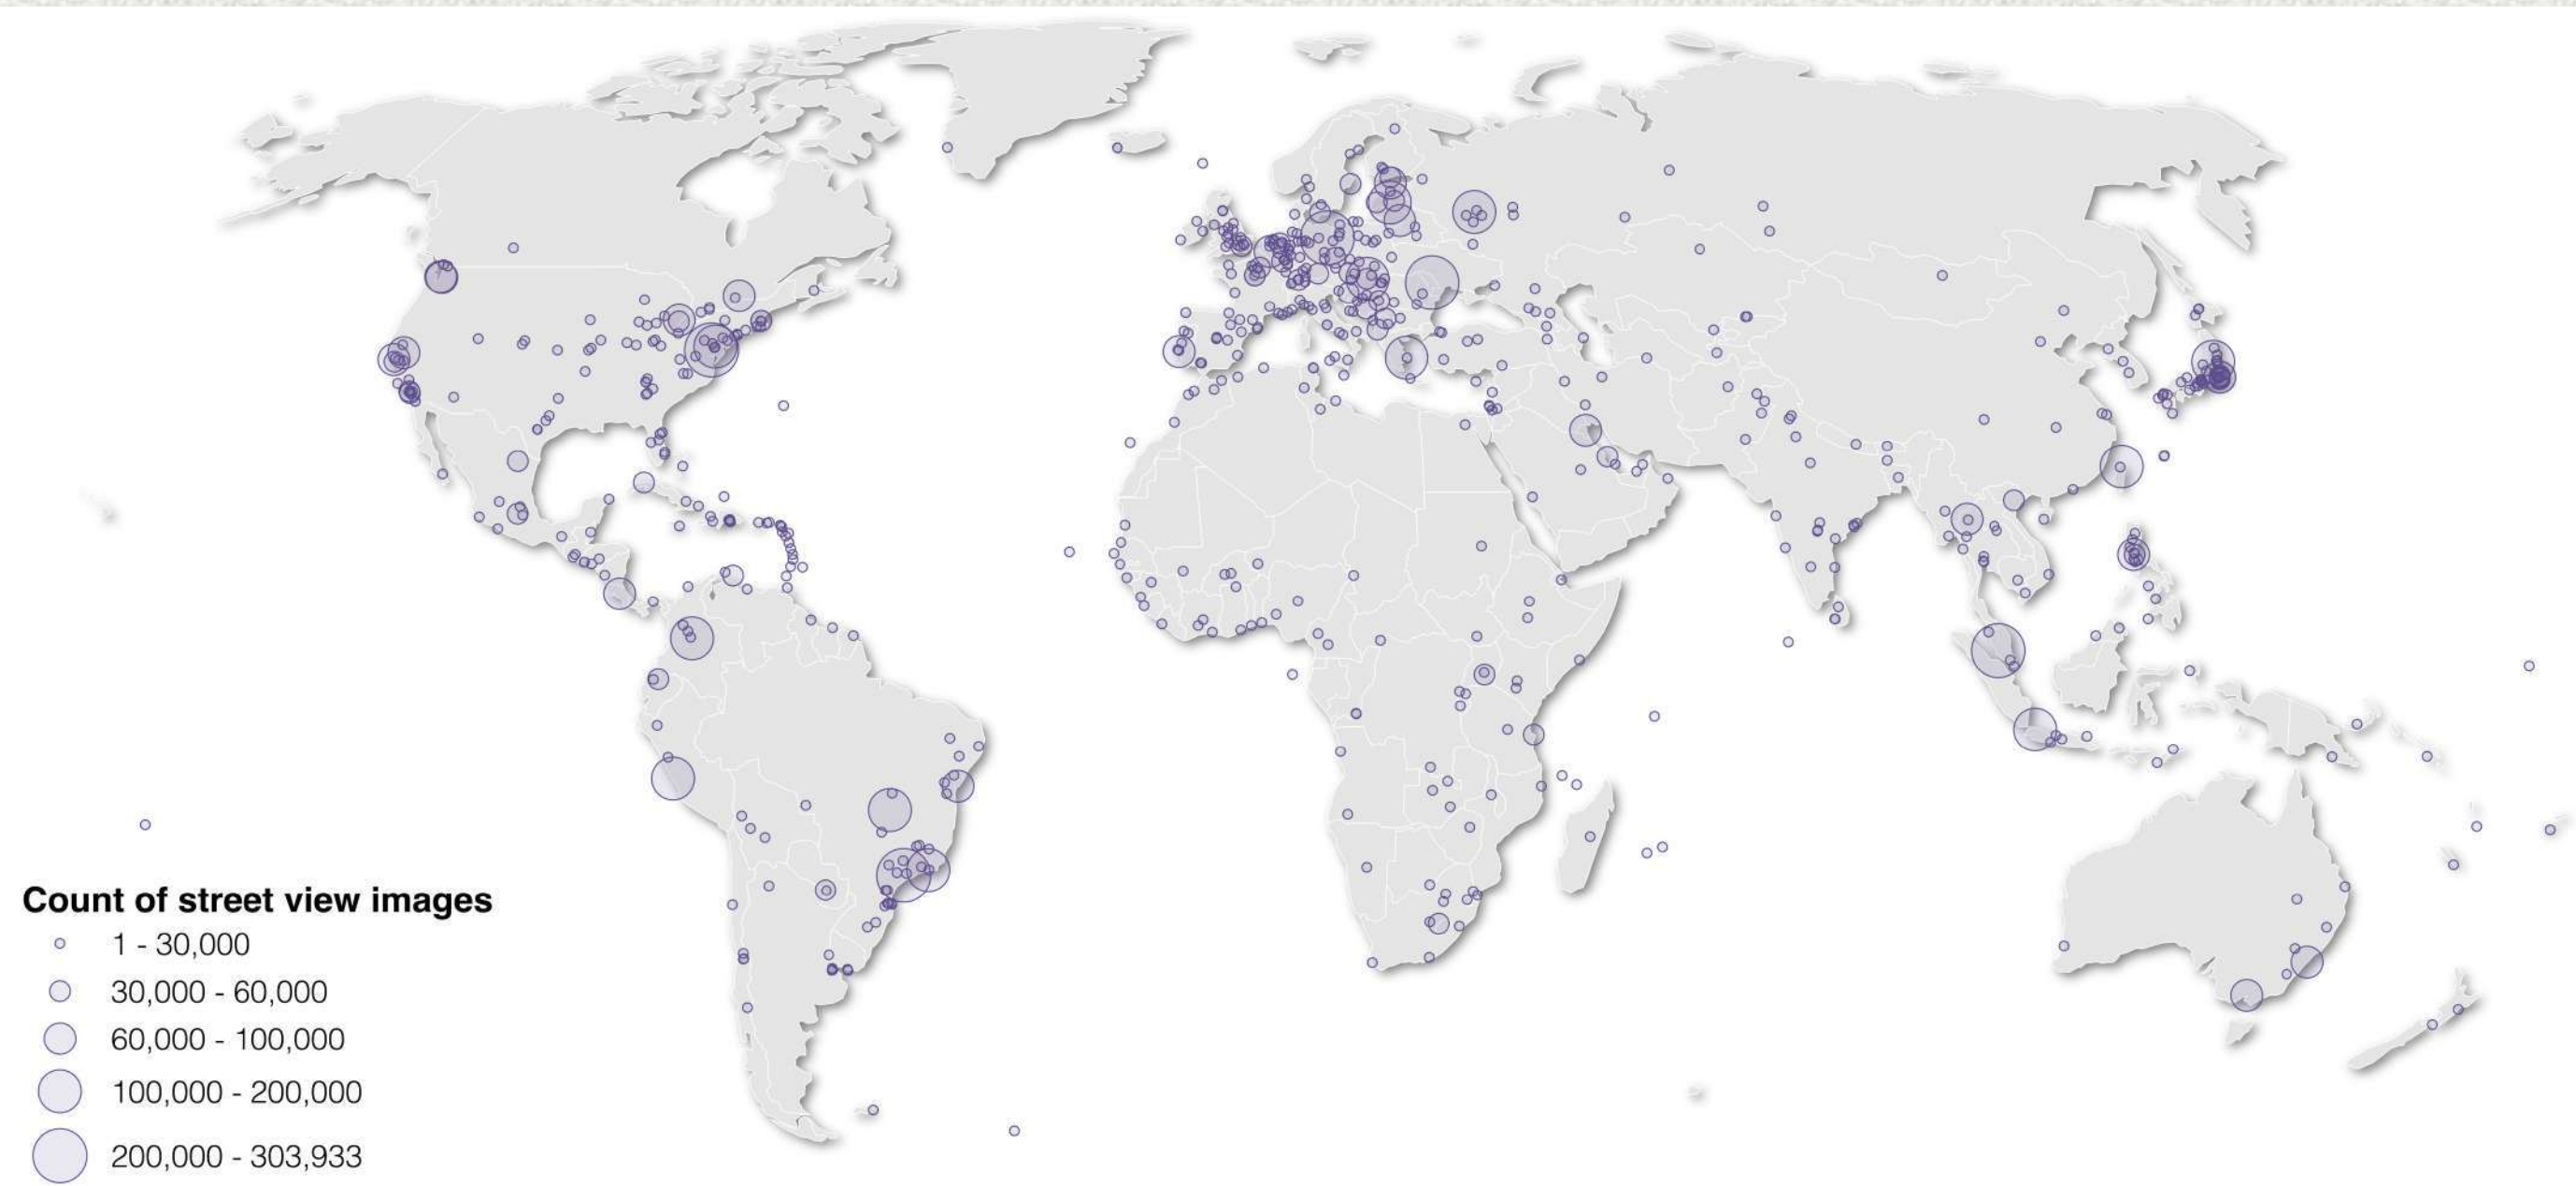 Count of street view images
1 - 30,000
30,000 - 60,000
60,000 - 100,000
100,000 - 200,000
200,000 - 303,933